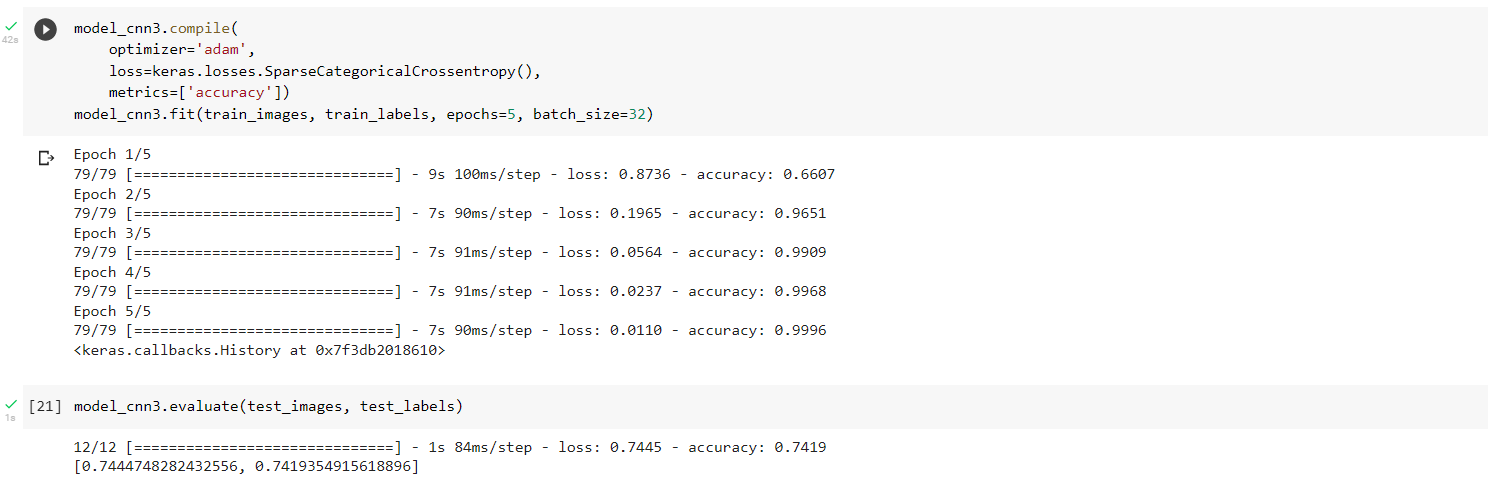 model_cnn3.compile(
optimizer='adam',
loss=keras.losses.SparseCategoricalCrossentropy(),
metrics=['accuracy'])
42s
model_cnn3.fit(train_images, train_labels, epochs=5, batch_size=32)
Epoch 1/5
79/79 [==============================] - 9s 100ms/step - loss: 0.8736 - accuracy: 0.6607
Epoch 2/5
79/79 [==============================] - 7s 90ms/step - loss: 0.1965 - accuracy: 0.9651
Epoch 3/5
79/79 [==============================] - 7s 91ms/step - loss: 0.0564 - accuracy: 0.9909
Epoch 4/5
79/79 [==============================] - 7s 91ms/step - loss: 0.0237 - accuracy: 0.9968
Epoch 5/5
79/79 [==============================] - 7s 90ms/step - loss: 0.0110 - accuracy: 0.9996
<keras.callbacks.History at 0x7f3db2018610>
[21] model_cnn3.evaluate(test_images, test_labels)
1s
12/12 [==============================] - 1s 84ms/step - loss: 0.7445 - accuracy: 0.7419
[0.7444748282432556, 0.7419354915618896]